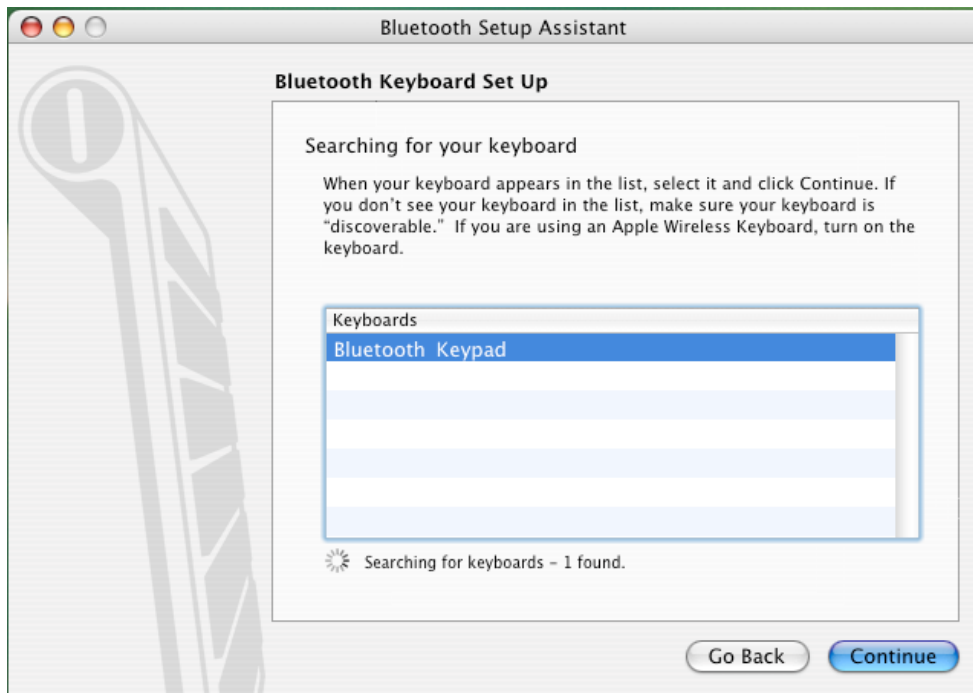 Bluetooth Setup Assistant
Bluetooth Keyboard Set Up
Searching for your keyboard
When your keyboard appears in the list, select it and click Continue. If
you don't see your keyboard in the list, make sure your keyboard is
“discoverable.”  If you are using an Apple Wireless Keyboard, turn on the
keyboard.
Keyboards
Bluetooth  Keypad
Searching for keyboards – 1 found.
Go Back
Continue